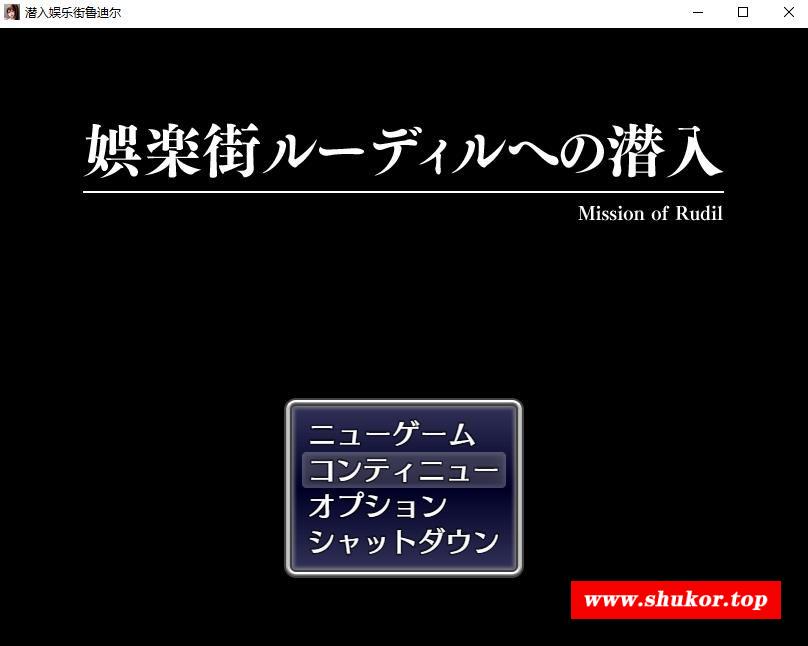 潜入娱乐街鲁迪尔
娯楽街ルーディルへの潜入
Mission of Rudil
ニューゲーム
コンティニュー
オプション
シャットダウン
www.shukor.top